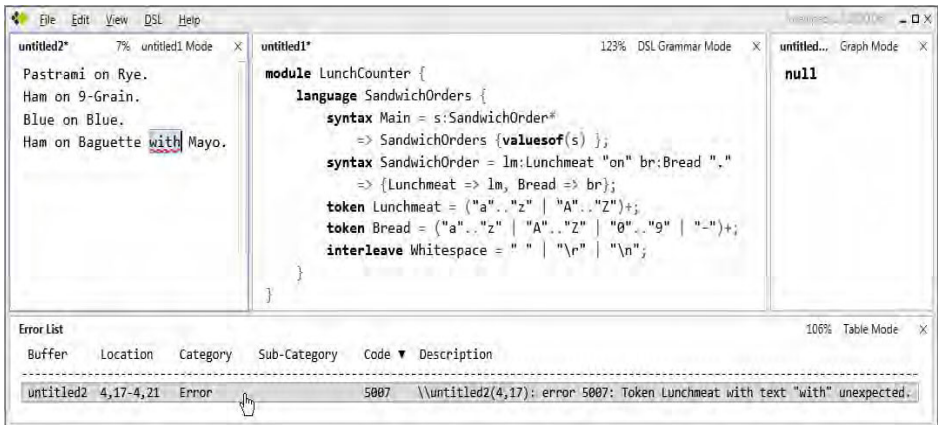 File Edit View DSL Help
untitled2* 7% untitled1 Mode X
Pastrami on Rye.
Ham on 9-Grain.
Blue on Blue.
Ham on Baguette with Mayo.
untitled1* 123% DSL Grammar Mode X
module LunchCounter {
language SandwichOrders {
syntax Main = s:SandwichOrder*
=> SandwichOrders {valuesof(s) };
syntax SandwichOrder = lm:Lunchmeat "on" br:Bread "."
=> {Lunchmeat => lm, Bread => br};
token Lunchmeat = ("a".."z" | "A".."Z")+;
token Bread = ("a".."z" | "A".."Z" | "0".."9" | "-")+;
interleave Whitespace = " " | "\r" | "\n";
}
}
untitled... Graph Mode X
null
Error List 106% Table Mode X
Buffer Location Category Sub-Category Code ▼ Description
untitled2 4,17-4,21 Error 5007 \\untitled2(4,17): error 5007: Token Lunchmeat with text "with" unexpected.